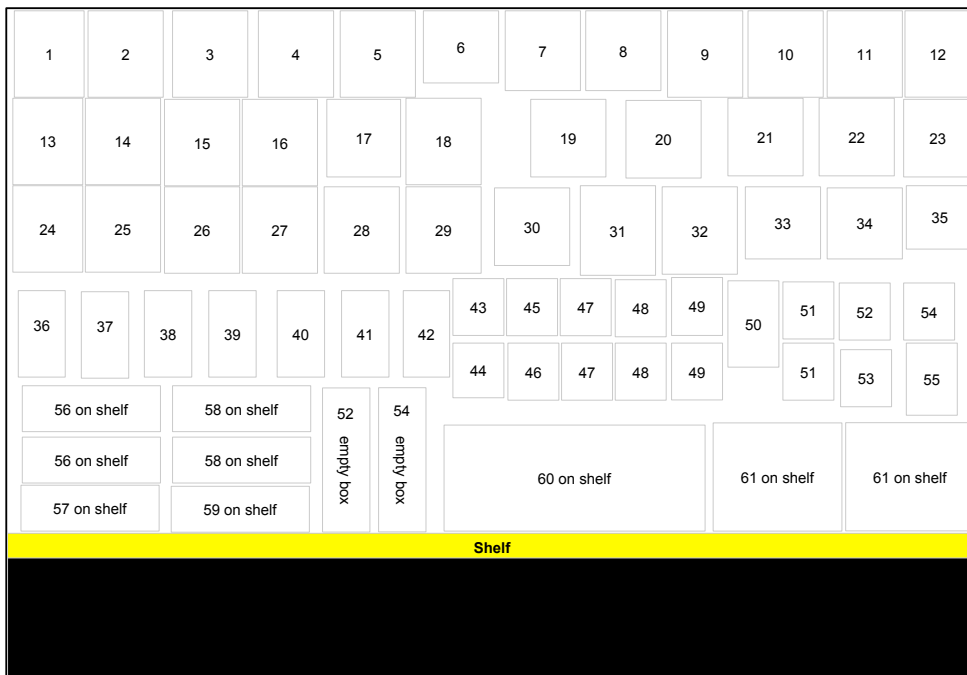 1 2 3 4 5 6 7 8 9 10 11 12
13 14 15 16 17 18 19 20 21 22 23
24 25 26 27 28 29 30 31 32 33 34 35
43 45 47 48 49 51 52 54
36 37 38 39 40 41 42 50
44 46 47 48 49 51 53 55
56 on shelf 58 on shelf 52 empty box 54 empty box
56 on shelf 58 on shelf 60 on shelf 61 on shelf 61 on shelf
57 on shelf 59 on shelf
Shelf